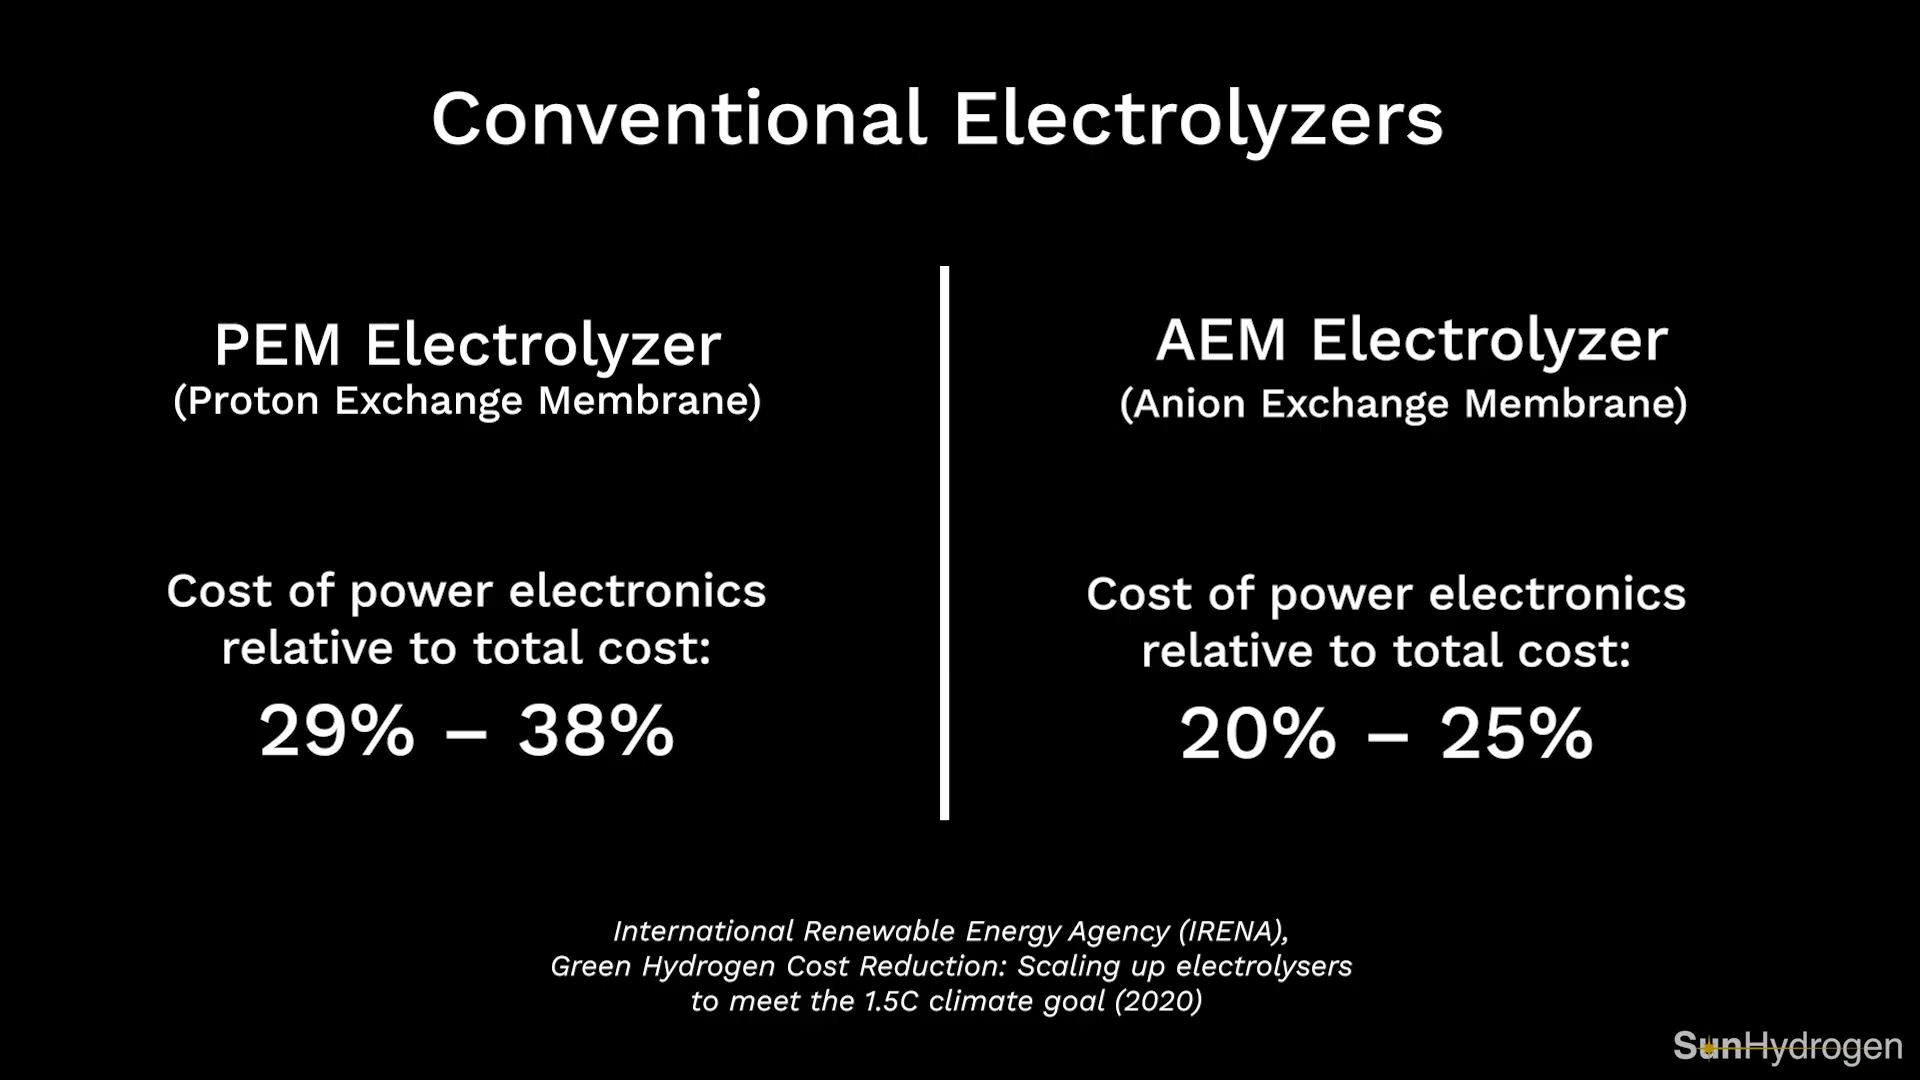 Conventional Electrolyzers
PEM Electrolyzer
(Proton Exchange Membrane)
Cost of power electronics
relative to total cost:
29% – 38%
AEM Electrolyzer
(Anion Exchange Membrane)
Cost of power electronics
relative to total cost:
20% – 25%
International Renewable Energy Agency (IRENA),
Green Hydrogen Cost Reduction: Scaling up electrolysers
to meet the 1.5C climate goal (2020)
SunHydrogen